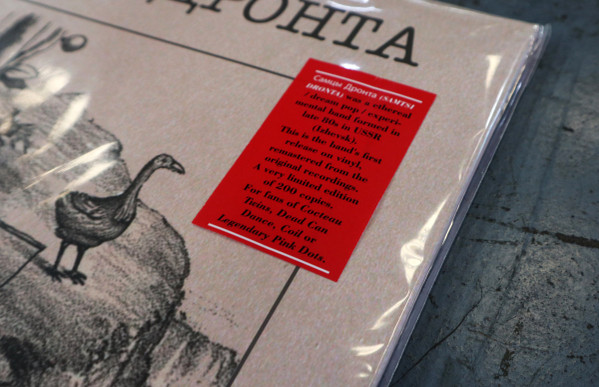 ДРОНТА
Самцы Дронта (SAMTSI
DRONTA) was a ethereal
/ dream pop / experi-
mental band formed in
late 80s in USSR
(Izhevsk).
This is the band's first
release on vinyl,
remastered from the
original recordings.
A very limited edition
of 200 copies.
For fans of Cocteau
Twins, Dead Can
Dance, Coil or
Legendary Pink Dots.